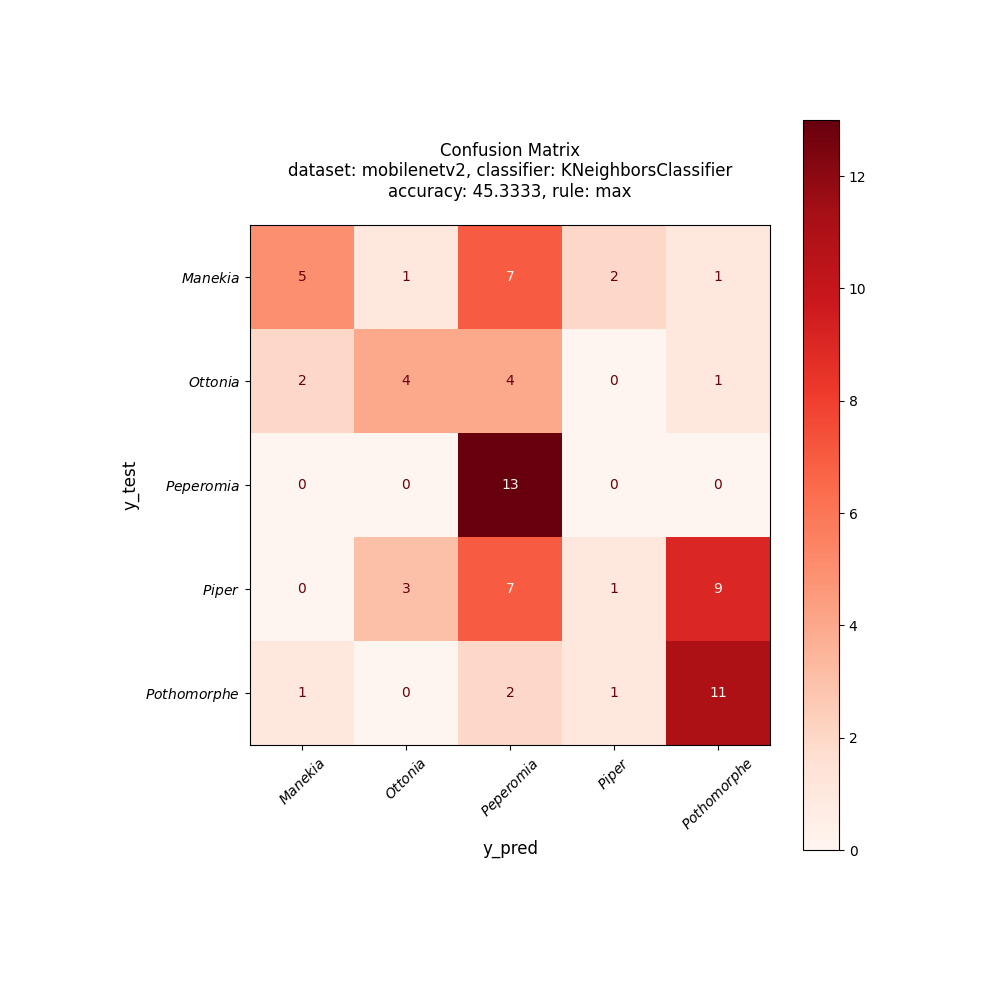 Confusion Matrix
dataset: mobilenetv2, classifier: KNeighborsClassifier
accuracy: 45.3333, rule: max
Manekia 5 1 7 2 1
Ottonia 2 4 4 0 1
Peperomia 0 0 13 0 0
Piper 0 3 7 1 9
Pothomorphe 1 0 2 1 11
Manekia Ottonia Peperomia Piper Pothomorphe
y_pred
y_test
12
10
8
6
4
2
0